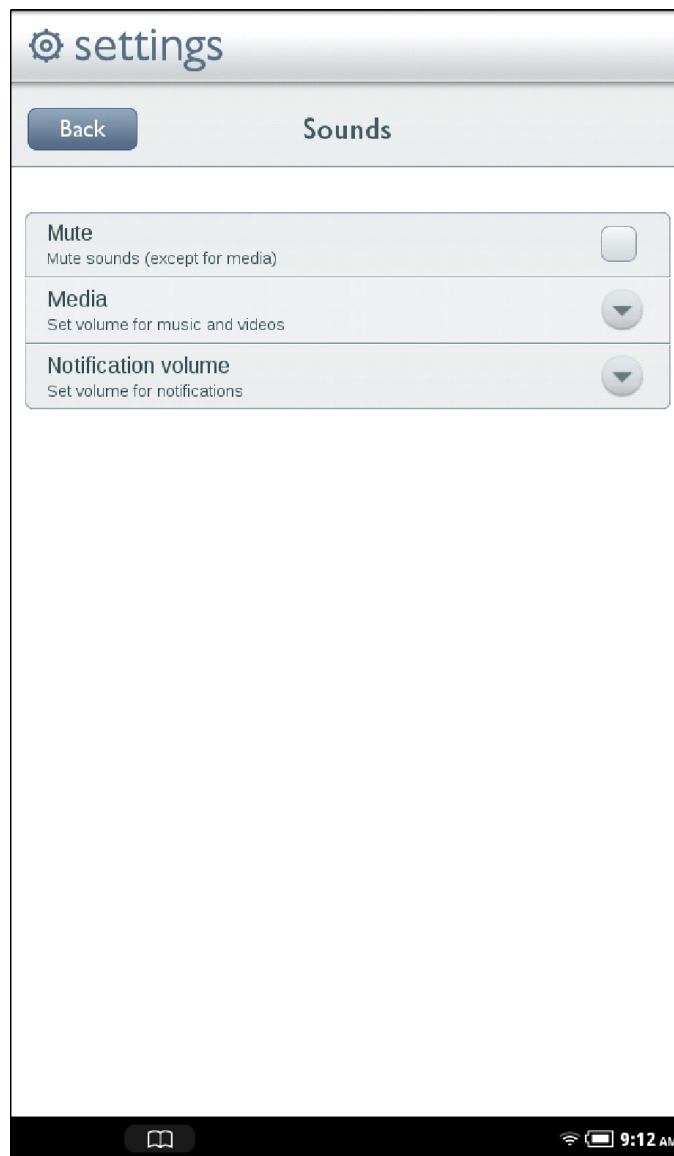 settings
Back
Sounds
Mute
Mute sounds (except for media)
Media
Set volume for music and videos
Notification volume
Set volume for notifications
9:12 AM